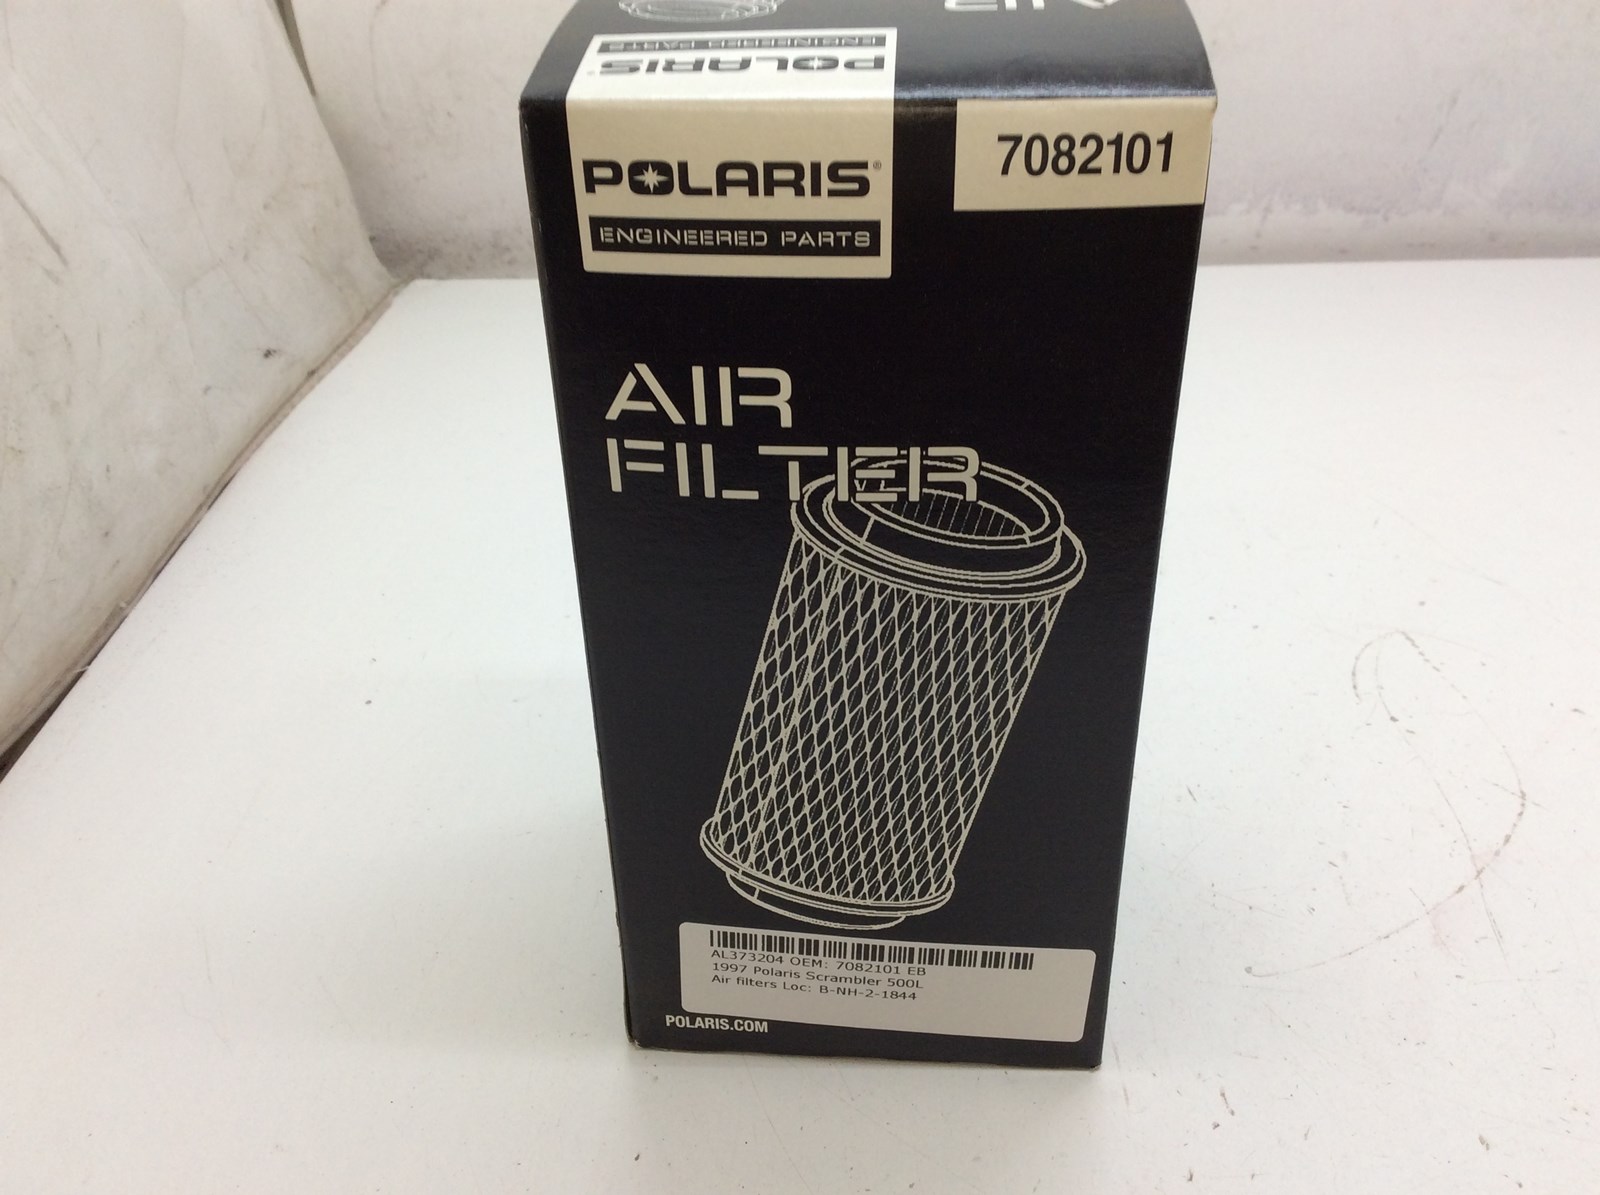 POLARIS
ENGINEERED PARTS
POLARIS®
ENGINEERED PARTS
7082101
AIR
FILTER
AL373204 OEM: 7082101 EB
1997 Polaris Scrambler 500L
Air filters Loc: B-NH-2-1844
POLARIS.COM